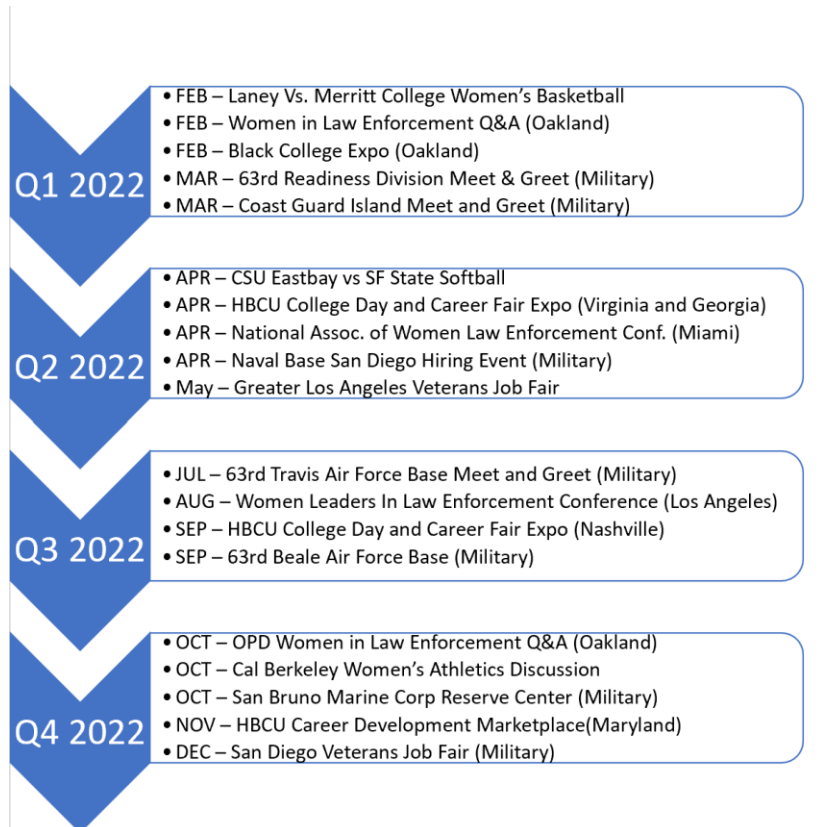 Q1 2022
• FEB – Laney Vs. Merritt College Women's Basketball
• FEB – Women in Law Enforcement Q&A (Oakland)
• FEB – Black College Expo (Oakland)
• MAR – 63rd Readiness Division Meet & Greet (Military)
• MAR – Coast Guard Island Meet and Greet (Military)
Q2 2022
• APR – CSU Eastbay vs SF State Softball
• APR – HBCU College Day and Career Fair Expo (Virginia and Georgia)
• APR – National Assoc. of Women Law Enforcement Conf. (Miami)
• APR – Naval Base San Diego Hiring Event (Military)
• May – Greater Los Angeles Veterans Job Fair
Q3 2022
• JUL – 63rd Travis Air Force Base Meet and Greet (Military)
• AUG – Women Leaders In Law Enforcement Conference (Los Angeles)
• SEP – HBCU College Day and Career Fair Expo (Nashville)
• SEP – 63rd Beale Air Force Base (Military)
Q4 2022
• OCT – OPD Women in Law Enforcement Q&A (Oakland)
• OCT – Cal Berkeley Women's Athletics Discussion
• OCT – San Bruno Marine Corp Reserve Center (Military)
• NOV – HBCU Career Development Marketplace(Maryland)
• DEC – San Diego Veterans Job Fair (Military)